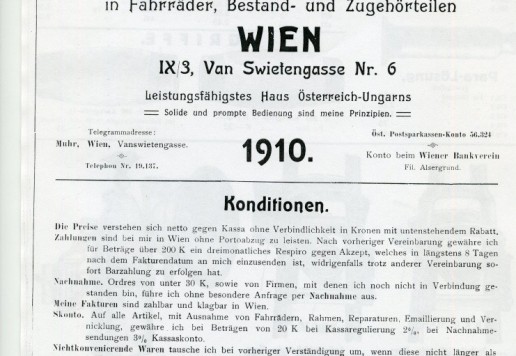 in Fahrräder, Bestand- und Zugehörteilen
WIEN
IX/3, Van Swietengasse Nr. 6
Leistungsfähigstes Haus Österreich-Ungarns
Solide und prompte Bedienung sind meine Prinzipien.
Telegrammadresse:
Muhr, Wien, Vanswietengasse.
Telephon Nr. 19.137.
1910.
Öst. Postsparkassen-Konto 56.324
Konto beim Wiener Bankverein
Fil. Alsergrund.
Konditionen.
Die Preise verstehen sich netto gegen Kassa ohne Verbindlichkeit in Kronen mit untenstehendem Rabatt,
Zahlungen sind bei mir in Wien ohne Portoabzug zu leisten. Nach vorheriger Vereinbarung gewähre ich
für Beträge über 200 K ein dreimonatliches Respiro gegen Akzept, welches in längstens 8 Tagen
nach dem Fakturendatum an mich einzusenden ist, widrigenfalls trotz anderer Vereinbarung so-
fort Barzahlung zu erfolgen hat.
Nachnahme. Ordres von unter 30 K, sowie von Firmen, mit denen ich noch nicht in Verbindung ge-
standen bin, führe ich ohne besondere Anfrage per Nachnahme aus.
Meine Fakturen sind zahlbar und klagbar in Wien.
Skonto. Auf alle Artikel, mit Ausnahme von Fahrrädern, Rahmen, Reparaturen, Emaillierung und Ver-
nicklung, gewähre ich bei Beträgen von 20 K bei Kassaregulierung 2%, bei Nachnahme-
sendungen 3% Kassaskonto.
Nichtkonvenierende Waren tausche ich bei vorheriger Verständigung um, wenn diese nicht länger als